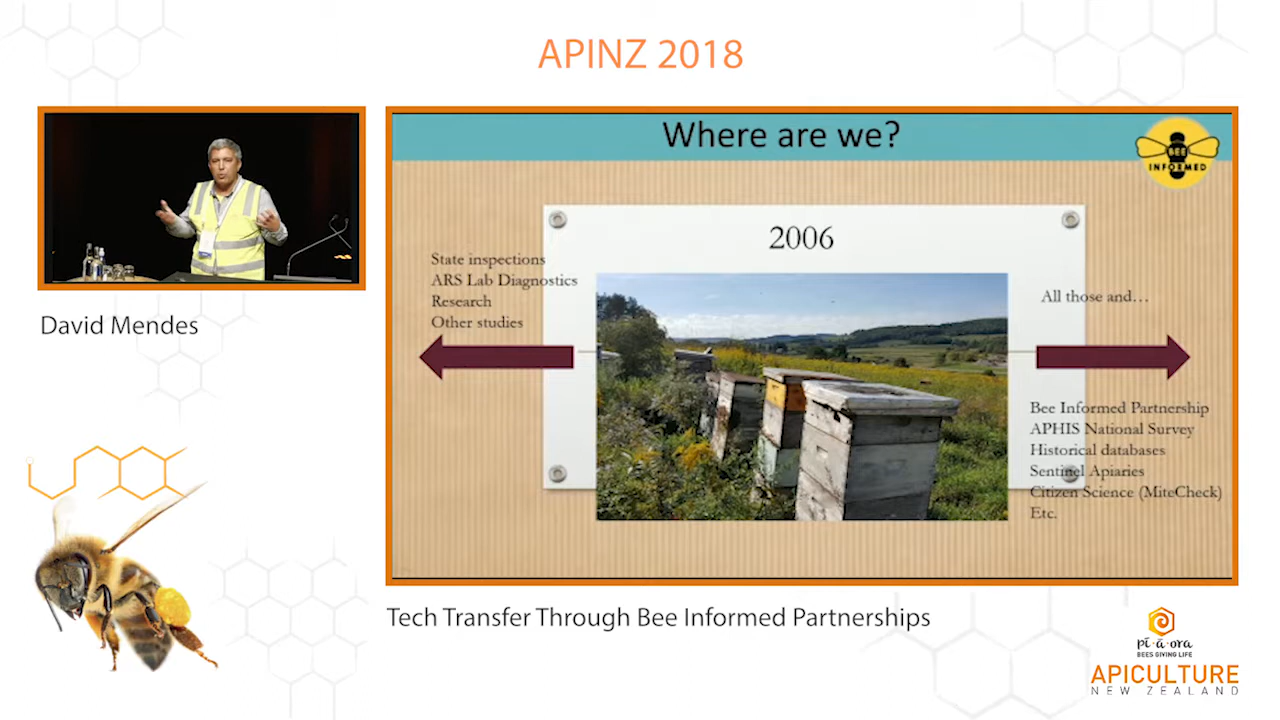 APINZ 2018
Where are we?
BEE
INFORMED
2006
State inspections
ARS Lab Diagnostics
Research
Other studies
All those and...
Bee Informed Partnership
APHIS National Survey
Historical databases
Sentinel Apiaries
Citizen Science (MiteCheck)
Etc.
David Mendes
Tech Transfer Through Bee Informed Partnerships
pī-ā-ora
BEES GIVING LIFE
APICULTURE
NEW ZEALAND